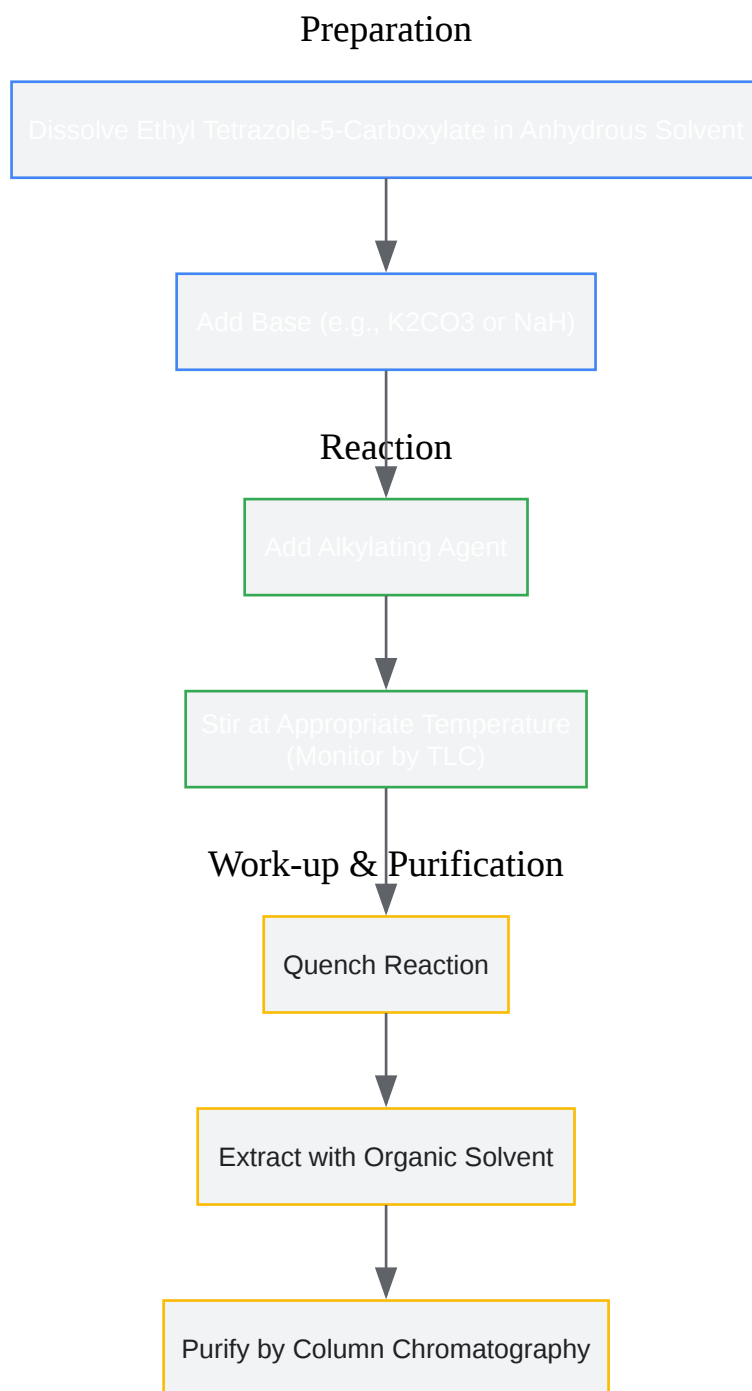 Preparation
Dissolve Ethyl Tetrazole-5-Carboxylate in Anhydrous Solvent
Add Base (e.g., K2CO3 or NaH)
Reaction
Add Alkylating Agent
Stir at Appropriate Temperature
(Monitor by TLC)
Work-up & Purification
Quench Reaction
Extract with Organic Solvent
Purify by Column Chromatography